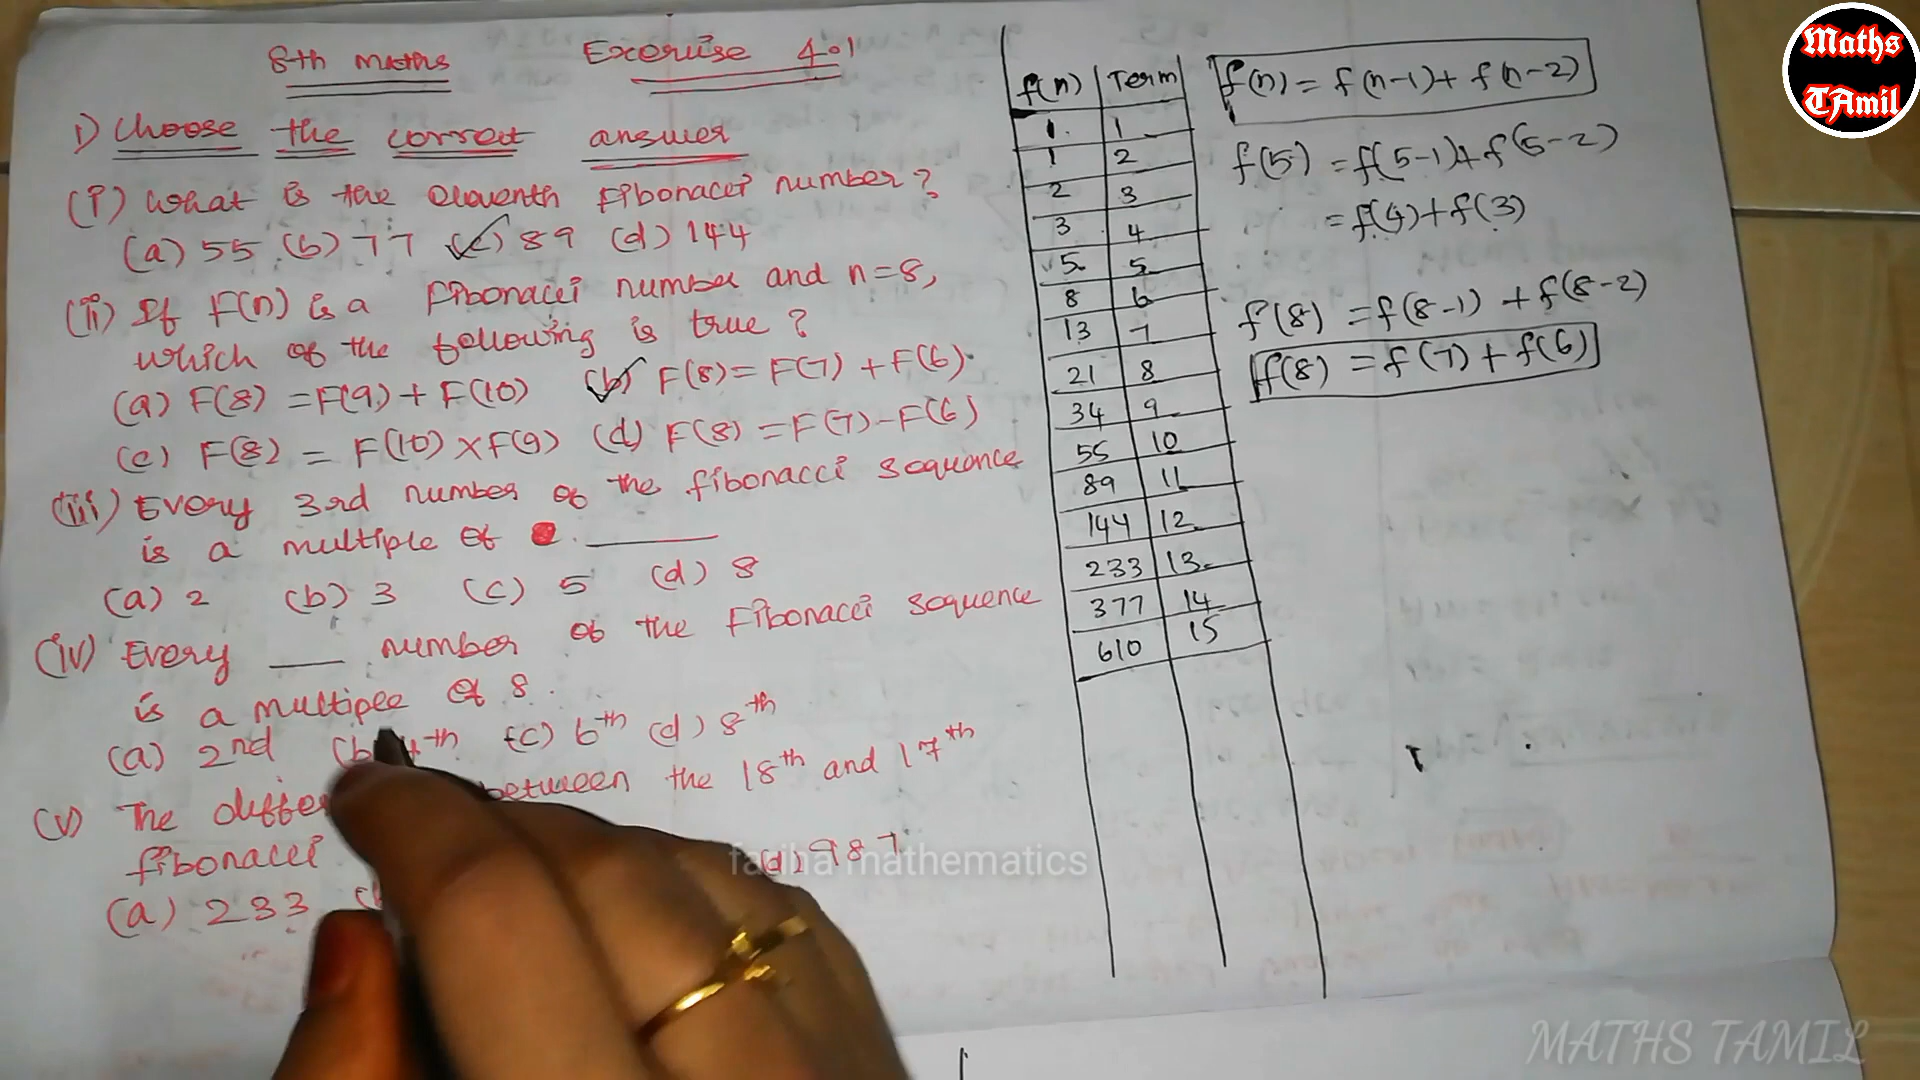 8th maths Exercise 4.1
1) Choose the correct answer
(i) What is the eleventh Fibonacci number?
(a) 55 (b) 77 (c) 89 (d) 144
(ii) If F(n) is a Fibonacci number and n=8,
which of the following is true?
(a) F(8) = F(9) + F(10) (b) F(8) = F(7) + F(6)
(c) F(8) = F(10) x F(9) (d) F(8) = F(7) - F(6)
(iii) Every 3rd number of the fibonacci sequence
is a multiple of ______
(a) 2 (b) 3 (c) 5 (d) 8
(iv) Every ___ number of the Fibonacci sequence
is a multiple of 8.
(a) 2nd (b) 4th (c) 6th (d) 8th
(v) The between the 18th and 17th
fibonacci
(a) 233 (d) 987
f(n) Term
1. 1
1 2
2 3
3 4
5 5
8 6
13 7
21 8
34 9
55 10
89 11
144 12
233 13
377 14
610 15
f(n) = f(n-1) + f(n-2)
f(5) = f(5-1) + f(5-2)
= f(4) + f(3)
f(8) = f(8-1) + f(8-2)
f(8) = f(7) + f(6)
Maths
TAmil
fariha mathematics
MATHS TAMIL